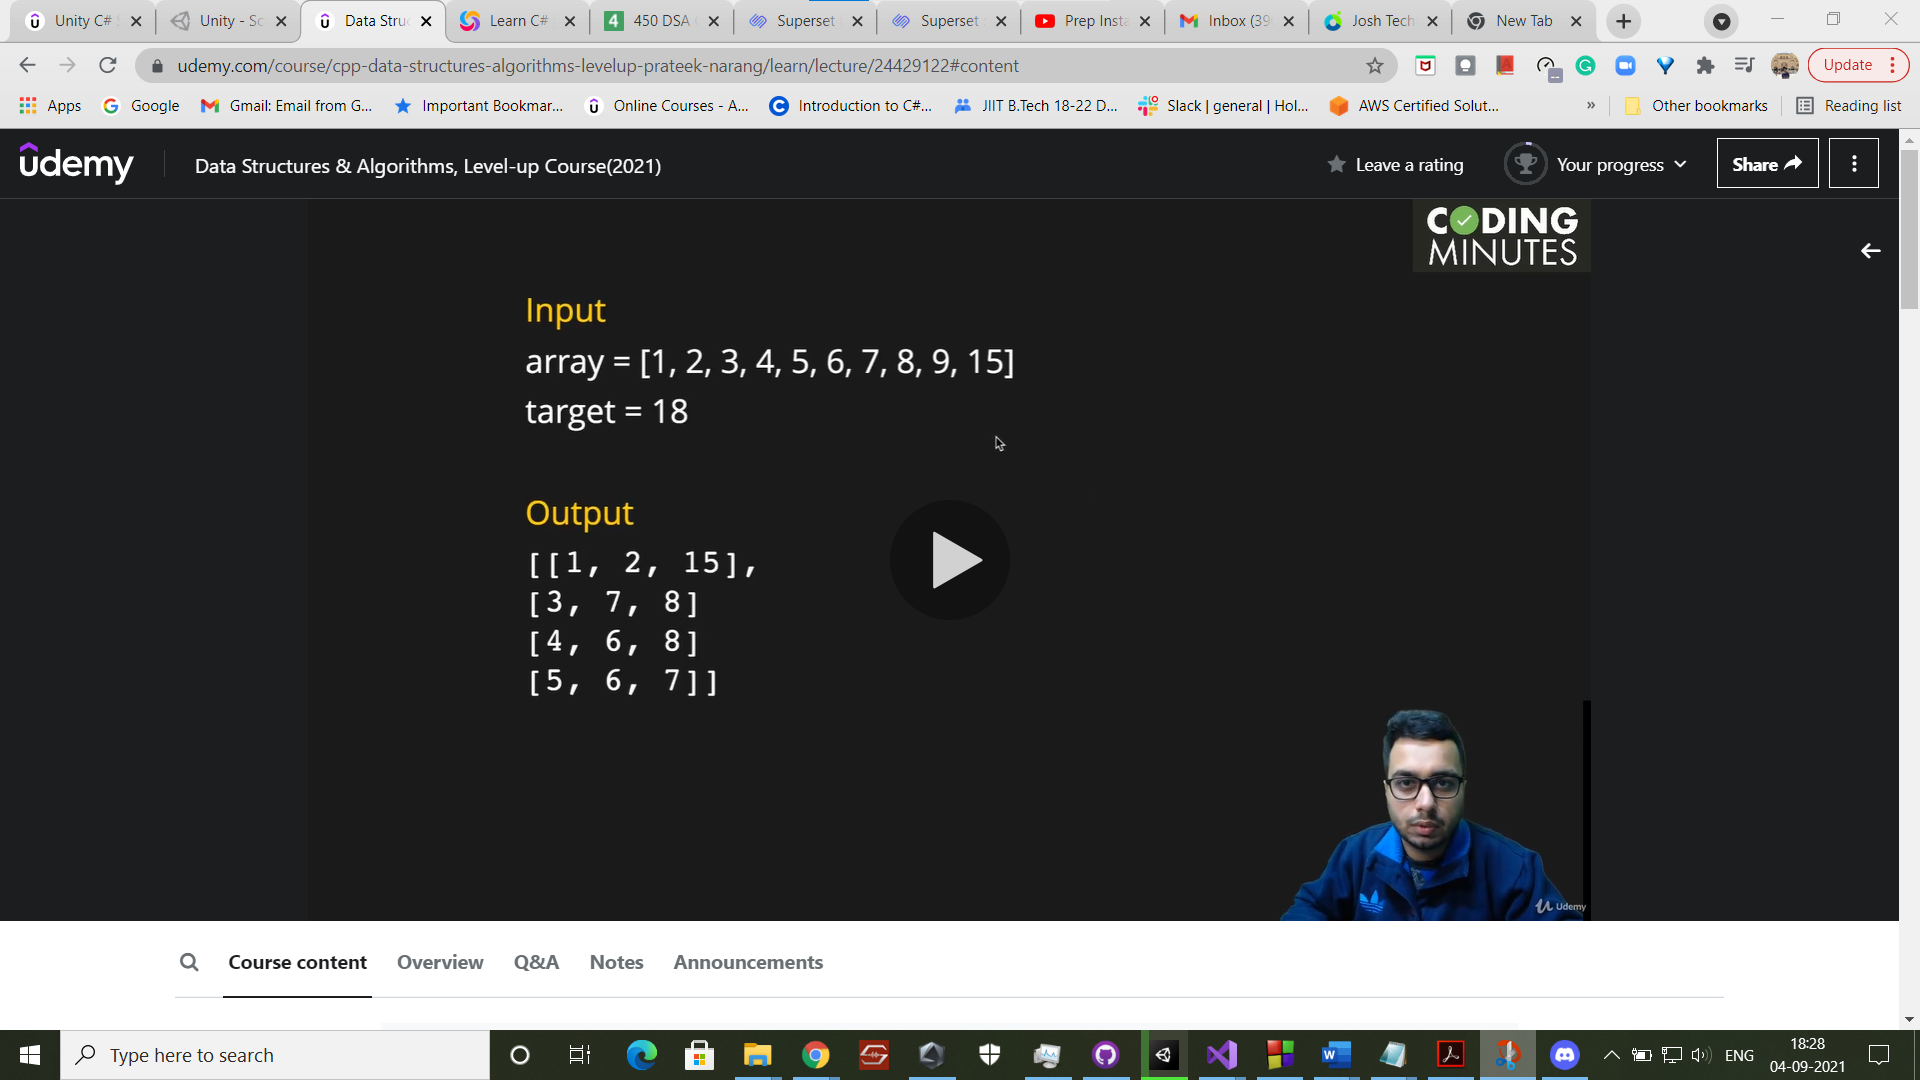 Unity C#
Unity - Sc
Data Struc
Learn C#
450 DSA
Superset
Superset
Prep Insta
Inbox (39
Josh Tech
New Tab
udemy.com/course/cpp-data-structures-algorithms-levelup-prateek-narang/learn/lecture/24429122#content
Update
Apps
Google
Gmail: Email from G...
Important Bookmar...
Online Courses - A...
Introduction to C#...
JIIT B.Tech 18-22 D...
Slack | general | Hol...
AWS Certified Solut...
»
Other bookmarks
Reading list
ûdemy
Data Structures & Algorithms, Level-up Course(2021)
Leave a rating
Your progress
Share
CODING
MINUTES
Input
array = [1, 2, 3, 4, 5, 6, 7, 8, 9, 15]
target = 18
Output
[[1, 2, 15],
[3, 7, 8]
[4, 6, 8]
[5, 6, 7]]
Udemy
Course content
Overview
Q&A
Notes
Announcements
Type here to search
ENG
18:28
04-09-2021